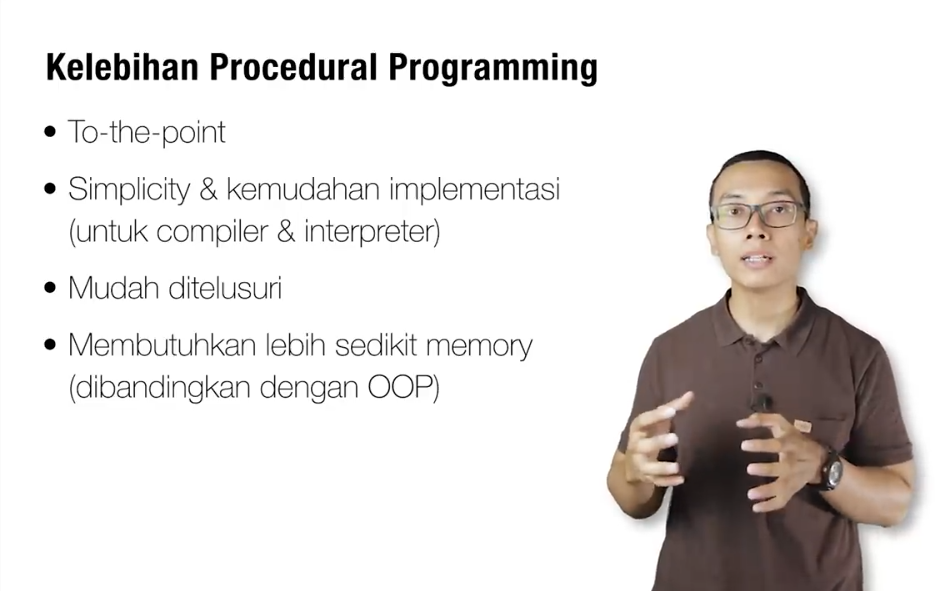 Kelebihan Procedural Programming
• To-the-point
• Simplicity & kemudahan implementasi
(untuk compiler & interpreter)
• Mudah ditelusuri
• Membutuhkan lebih sedikit memory
(dibandingkan dengan OOP)